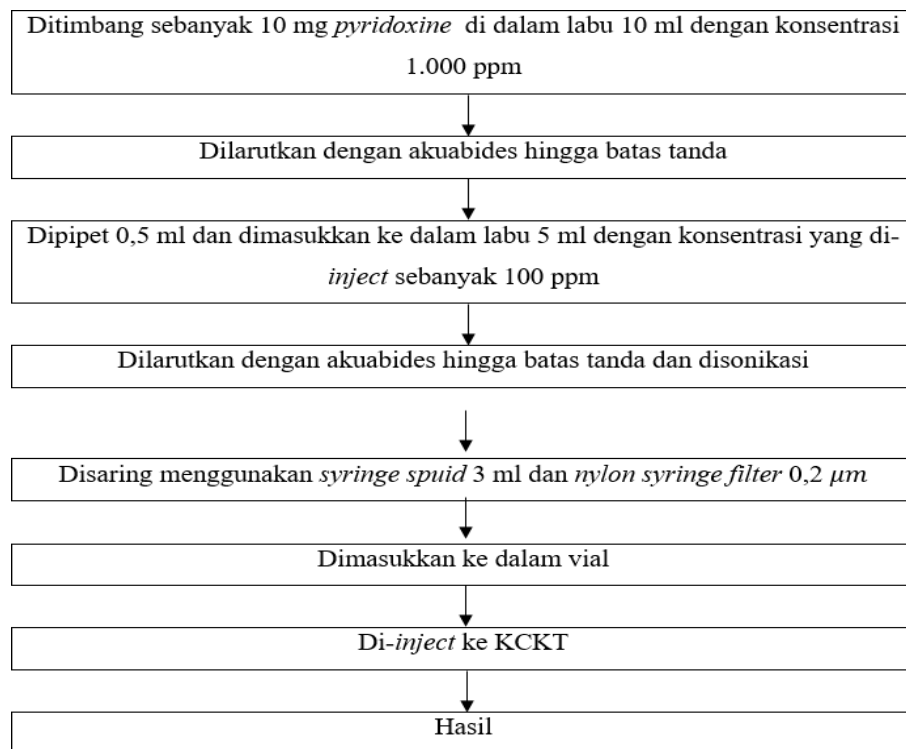 Ditimbang sebanyak 10 mg pyridoxine di dalam labu 10 ml dengan konsentrasi
1.000 ppm
Dilarutkan dengan akuabides hingga batas tanda
Dipipet 0,5 ml dan dimasukkan ke dalam labu 5 ml dengan konsentrasi yang di-
inject sebanyak 100 ppm
Dilarutkan dengan akuabides hingga batas tanda dan disonikasi
Disaring menggunakan syringe spuid 3 ml dan nylon syringe filter 0,2 µm
Dimasukkan ke dalam vial
Di-inject ke KCKT
Hasil